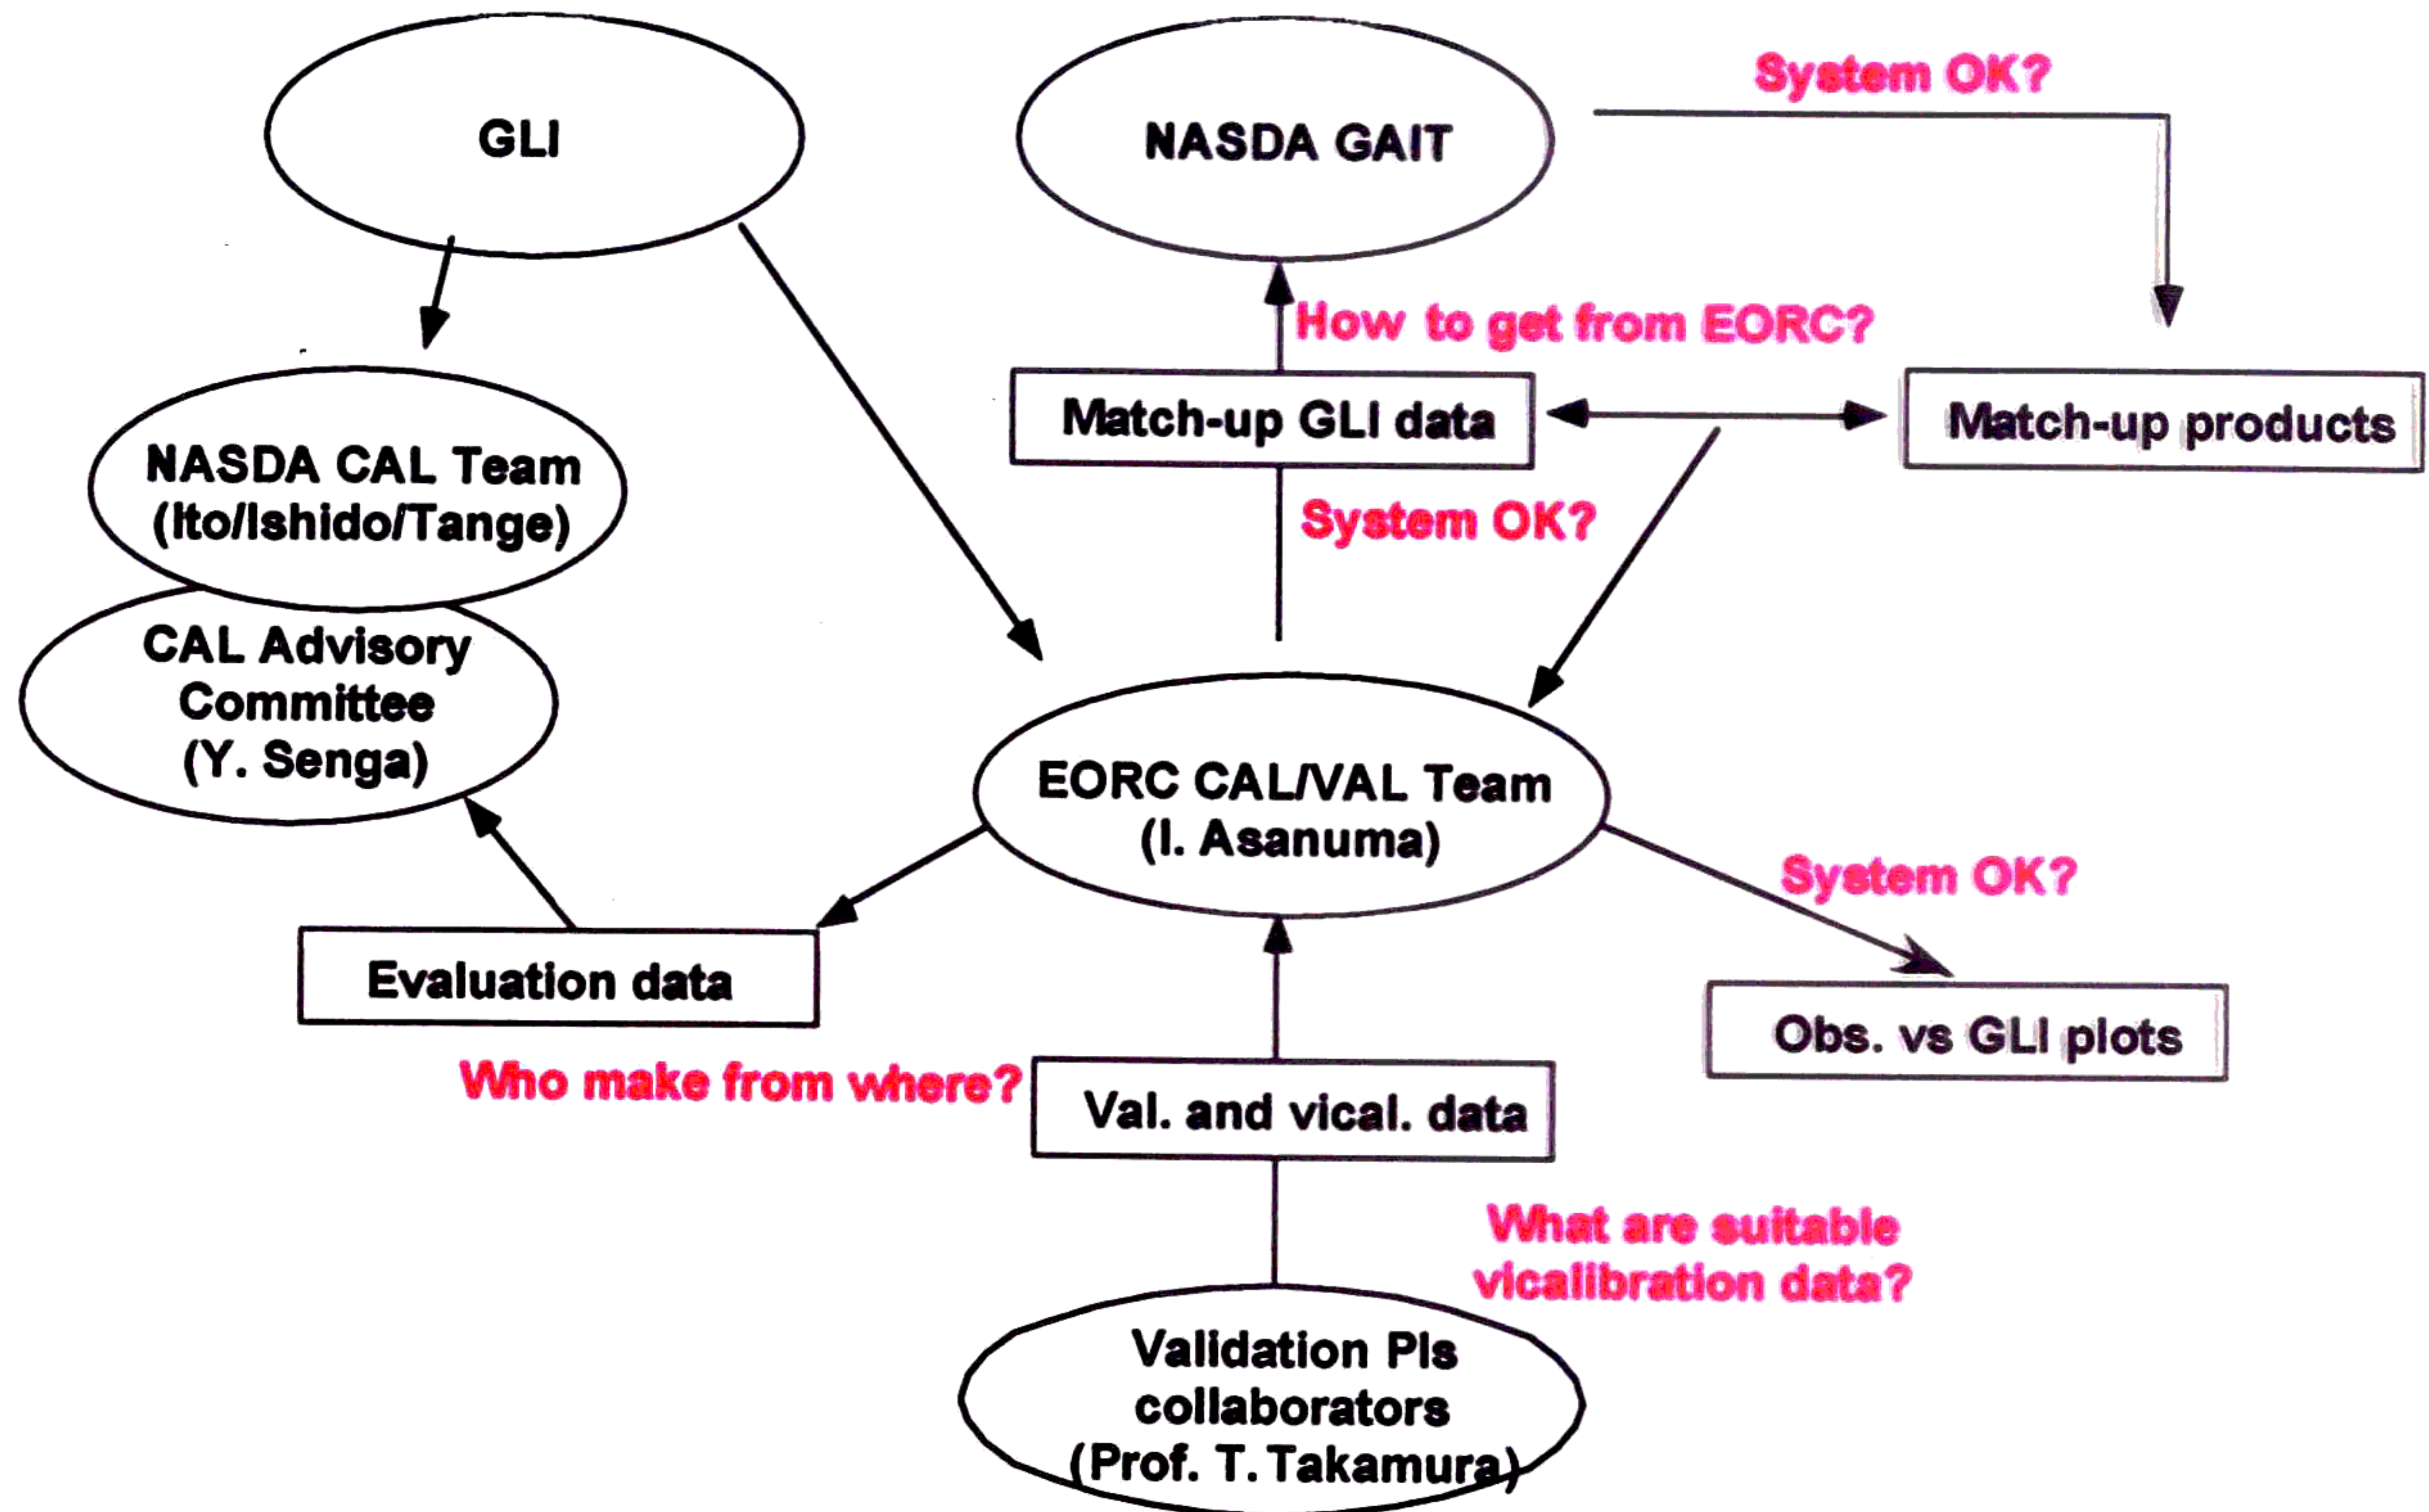 GLI
NASDA GAIT
System OK?
How to get from EORC?
Match-up GLI data
Match-up products
NASDA CAL Team
(Ito/Ishido/Tange)
System OK?
CAL Advisory
Committee
(Y. Senga)
EORC CAL/VAL Team
(I. Asanuma)
System OK?
Evaluation data
Obs. vs GLI plots
Who make from where?
Val. and vical. data
What are suitable
vicalibration data?
Validation PIs
collaborators
(Prof. T. Takamura)